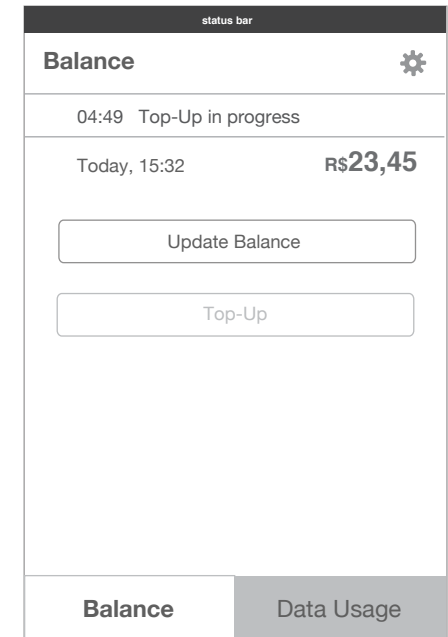 status bar
Balance
04:49 Top-Up in progress
Today, 15:32 R$23,45
Update Balance
Top-Up
Balance Data Usage